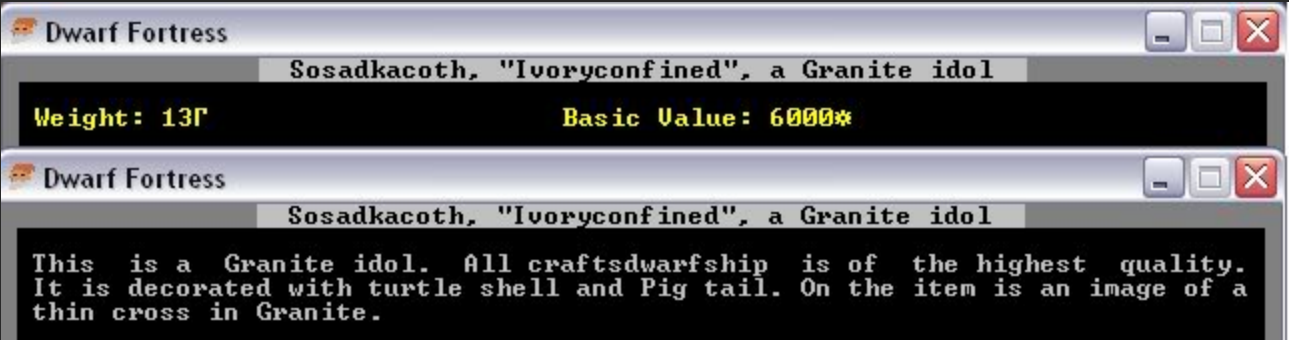 Dwarf Fortress
Sosadkacoth, "Ivoryconfined", a Granite idol
Weight: 13Γ Basic Value: 6000☼
Dwarf Fortress
Sosadkacoth, "Ivoryconfined", a Granite idol
This is a Granite idol. All craftsdwarfship is of the highest quality.
It is decorated with turtle shell and Pig tail. On the item is an image of a
thin cross in Granite.